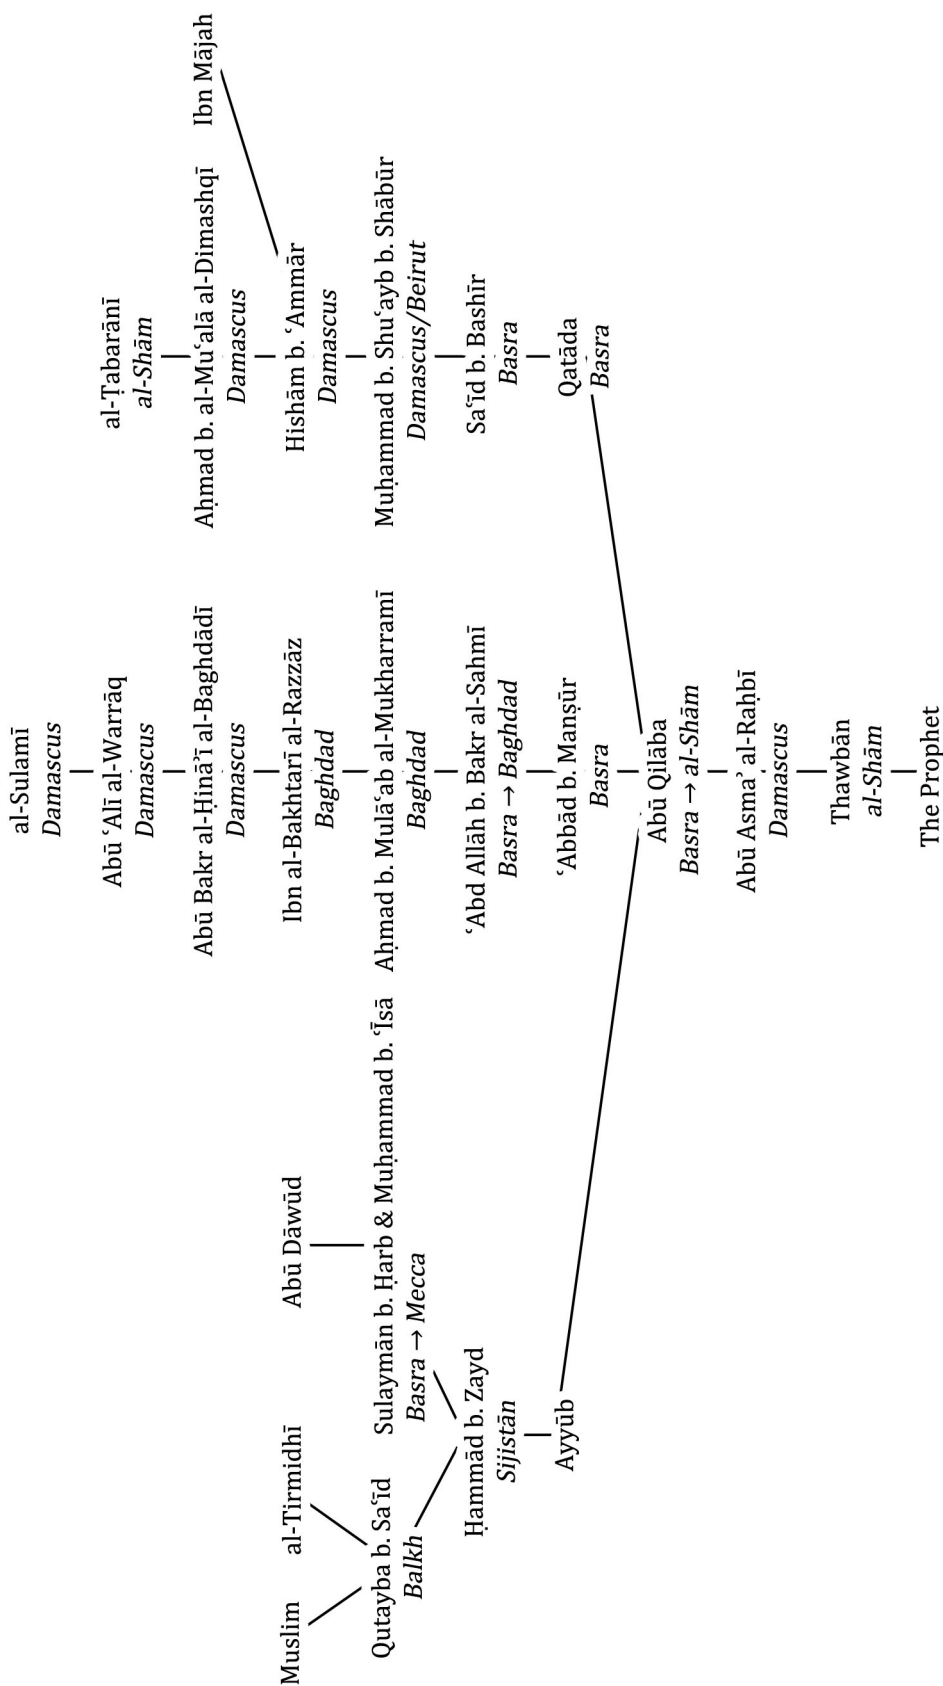 al-Sulamī
Damascus
Abū ʿAlī al-Warrāq
Damascus
al-Ṭabarānī
al-Shām
Abū Bakr al-Ḥināʾī al-Baghdādī
Damascus
Aḥmad b. al-Muʿalā al-Dimashqī
Damascus
Ibn Mājah
Muslim
al-Tirmidhī
Abū Dāwūd
Ibn al-Bakhtarī al-Razzāz
Baghdad
Hishām b. ʿAmmār
Damascus
Qutayba b. Saʿīd
Balkh
Sulaymān b. Ḥarb & Muḥammad b. ʿĪsā
Basra → Mecca
Aḥmad b. Mulāʿab al-Mukharramī
Baghdad
Muḥammad b. Shuʿayb b. Shābūr
Damascus/Beirut
Ḥammād b. Zayd
Sijistān
ʿAbd Allāh b. Bakr al-Sahmī
Basra → Baghdad
Saʿīd b. Bashīr
Basra
Ayyūb
ʿAbbād b. Manṣūr
Basra
Qatāda
Basra
Abū Qilāba
Basra → al-Shām
Abū Asmaʾ al-Raḥbī
Damascus
Thawbān
al-Shām
The Prophet